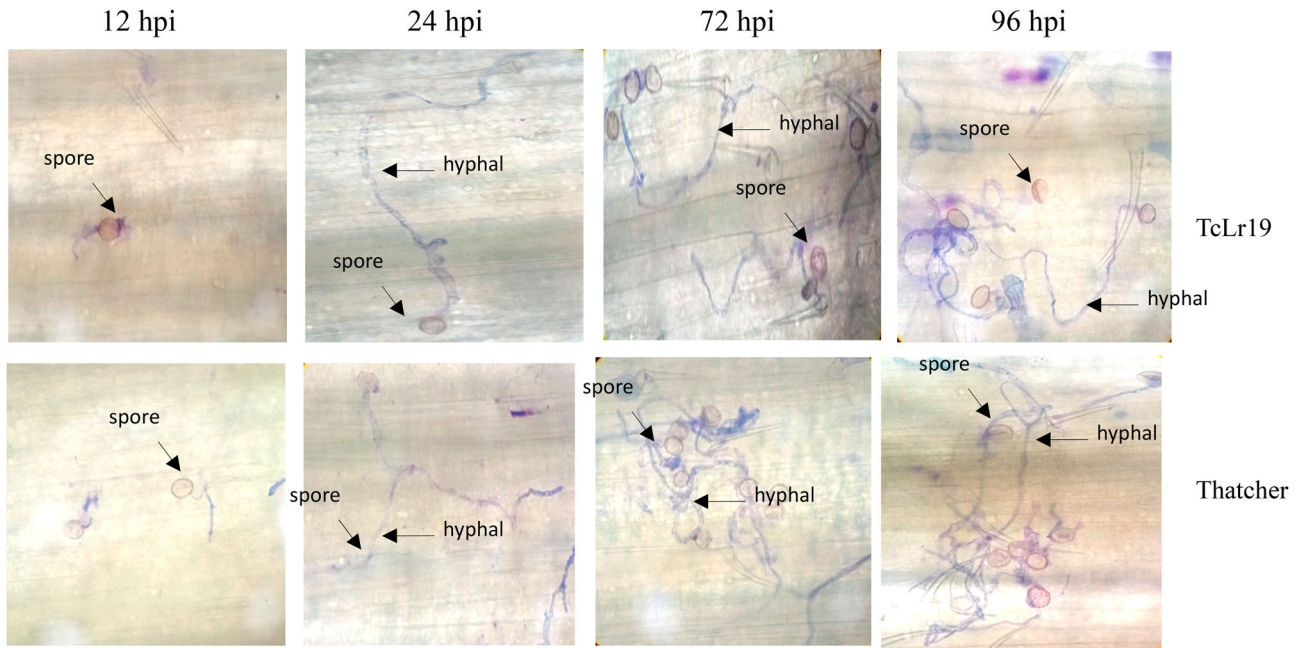 12 hpi
24 hpi
72 hpi
96 hpi
spore
hyphal
spore
hyphal
spore
spore
hyphal
TcLr19
spore
spore
hyphal
spore
hyphal
spore
hyphal
Thatcher